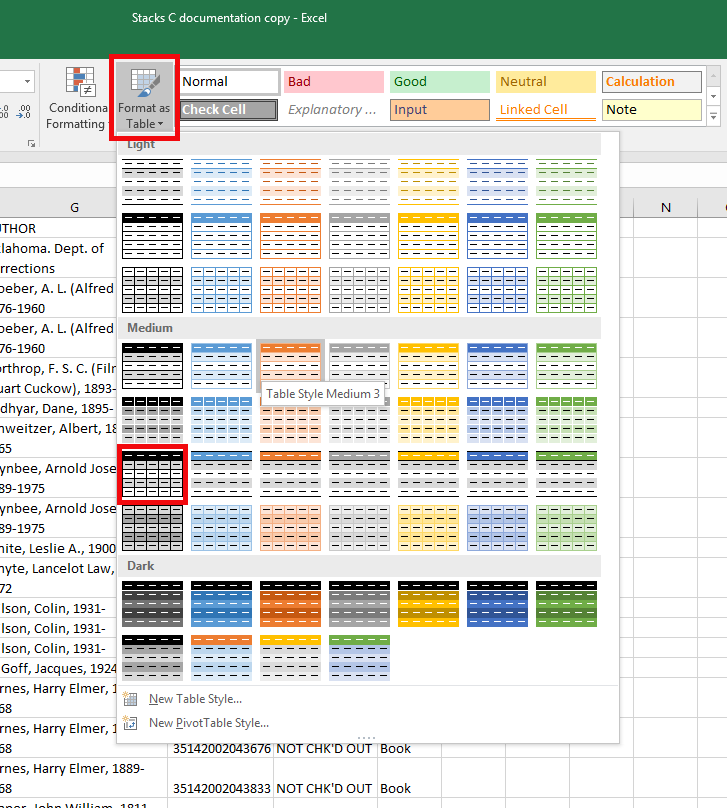 Stacks C documentation copy - Excel
Conditional
Formatting
Format as
Table
Normal
Bad
Good
Neutral
Calculation
Check Cell
Explanatory ...
Input
Linked Cell
Note
.0
.00
.00
Light
G
N
UTHOR
lahoma. Dept. of
rrections
oeber, A. L. (Alfred
76-1960
oeber, A. L. (Alfred
76-1960
Medium
orthrop, F. S. C. (Filr
uart Cuckow), 1893-
Table Style Medium 3
dhyar, Dane, 1895-
hweitzer, Albert, 18
65
ynbee, Arnold Jose
89-1975
ynbee, Arnold Jose
89-1975
hite, Leslie A., 1900
hyte, Lancelot Law,
72
Dark
lson, Colin, 1931-
lson, Colin, 1931-
lson, Colin, 1931-
Goff, Jacques, 1924
rnes, Harry Elmer, 1
68
New Table Style...
New PivotTable Style...
rnes, Harry Elmer, 1
68
35142002043676 NOT CHK'D OUT Book
rnes, Harry Elmer, 1889-
68
35142002043833 NOT CHK'D OUT Book
John William, 1811-